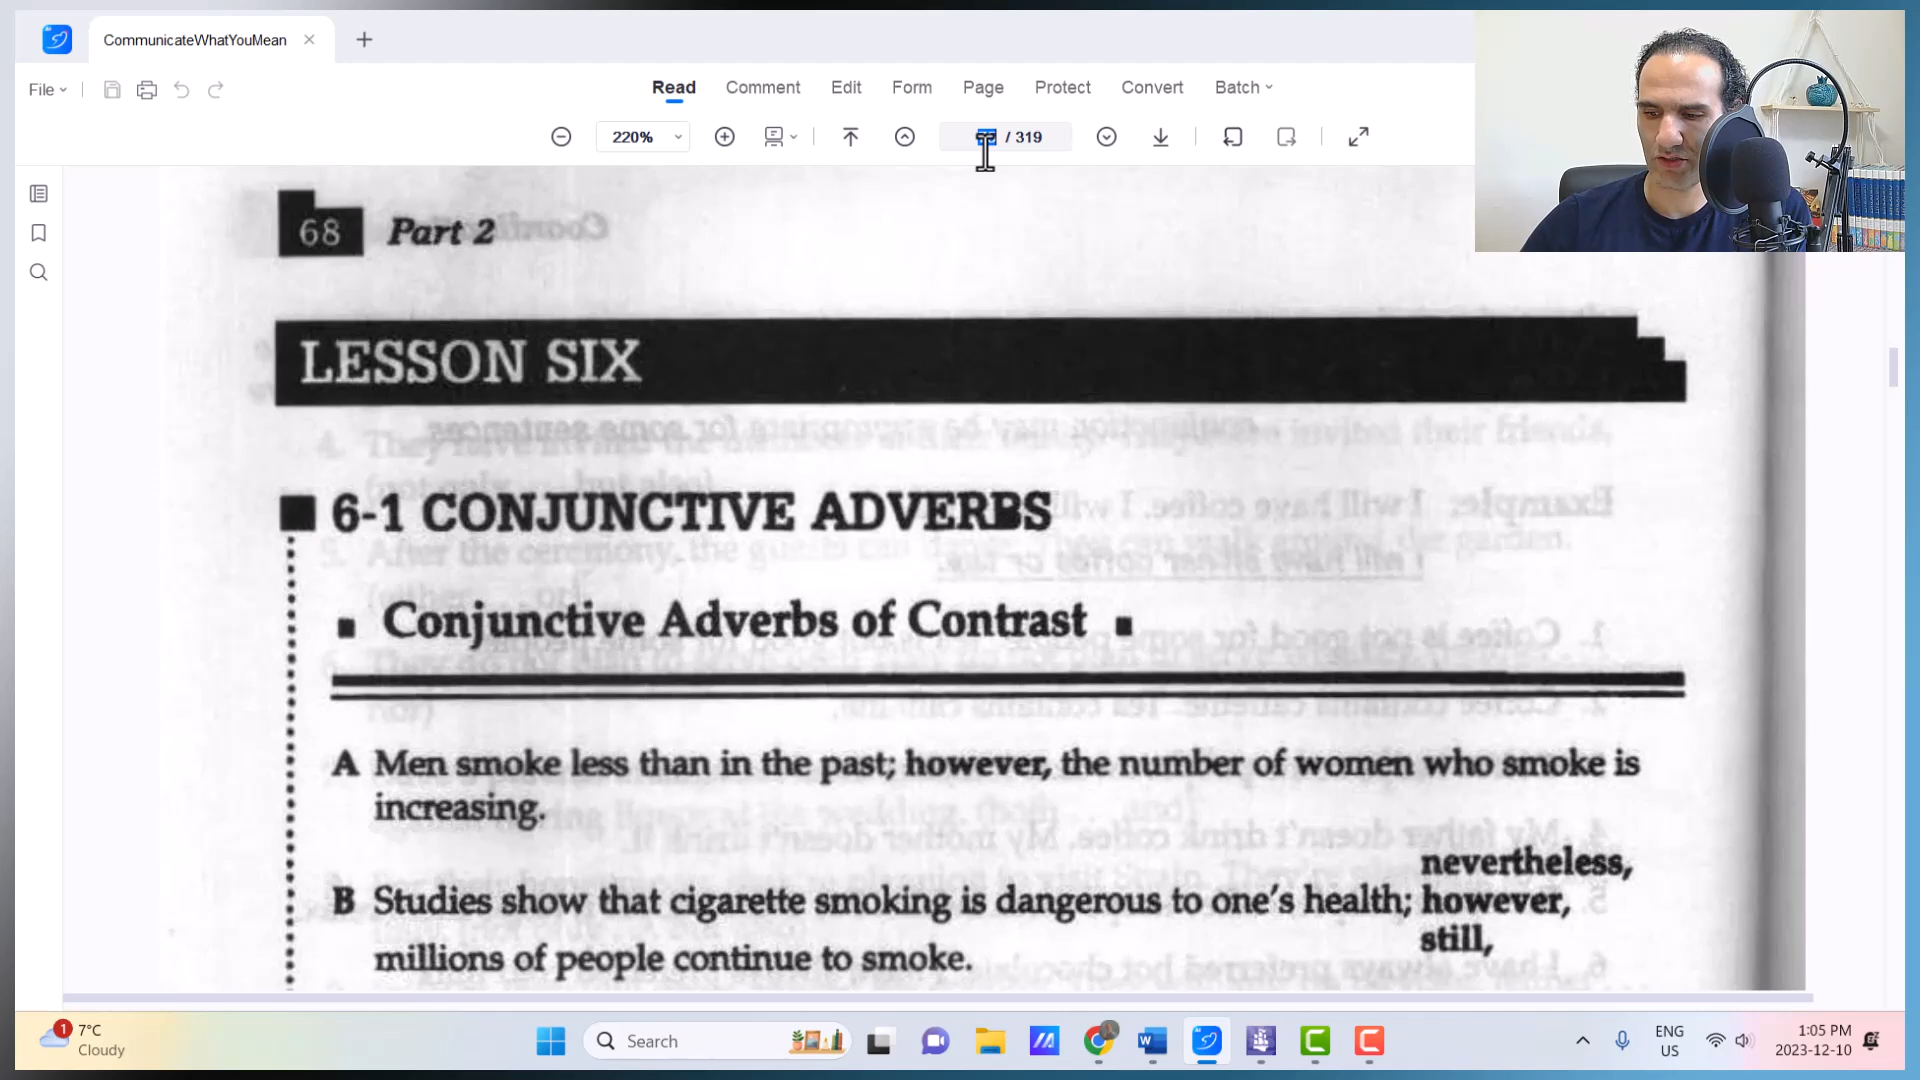 CommunicateWhatYouMean
File
Read
Comment
Edit
Form
Page
Protect
Convert
Batch
220%
/ 319
68 Part 2
LESSON SIX
6-1 CONJUNCTIVE ADVERBS
Conjunctive Adverbs of Contrast
A Men smoke less than in the past; however, the number of women who smoke is
increasing.
nevertheless,
B Studies show that cigarette smoking is dangerous to one's health; however,
still,
millions of people continue to smoke.
1
7°C
Cloudy
Search
ENG
US
1:05 PM
2023-12-10